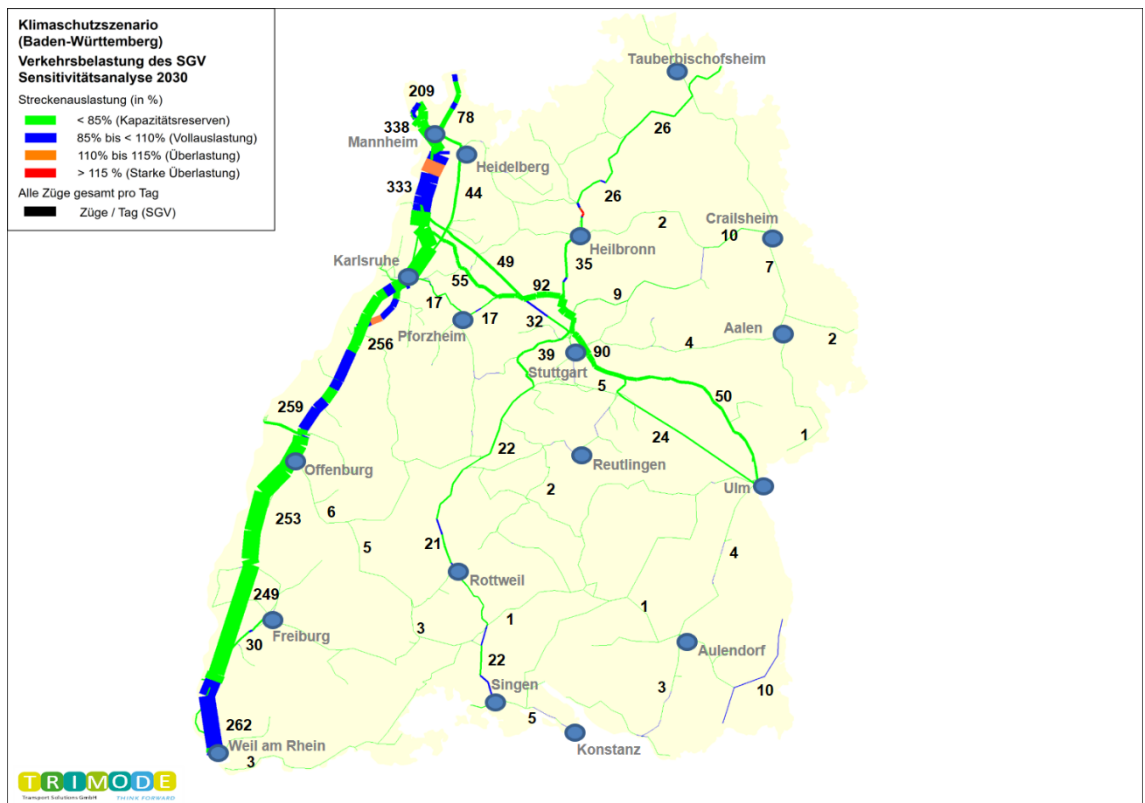 Klimaschutzszenario
(Baden-Württemberg)
Verkehrsbelastung des SGV
Sensitivitätsanalyse 2030
Streckenauslastung (in %)
< 85% (Kapazitätsreserven)
85% bis < 110% (Vollauslastung)
110% bis 115% (Überlastung)
> 115 % (Starke Überlastung)
Alle Züge gesamt pro Tag
Züge / Tag (SGV)
Tauberbischofsheim
209
78
338
Mannheim
26
Heidelberg
333
44
26
Crailsheim
2
10
Heilbronn
Karlsruhe
49
35
7
55
92
9
17
17
32
Pforzheim
Aalen
256
4
2
39
90
Stuttgart
5
50
259
24
1
22
Reutlingen
Offenburg
2
Ulm
6
253
5
21
4
Rottweil
249
1
Freiburg
3
1
30
Aulendorf
22
Singen
3
10
5
262
Weil am Rhein
Konstanz
3
TRIMODE
Transport Solutions GmbH THINK FORWARD